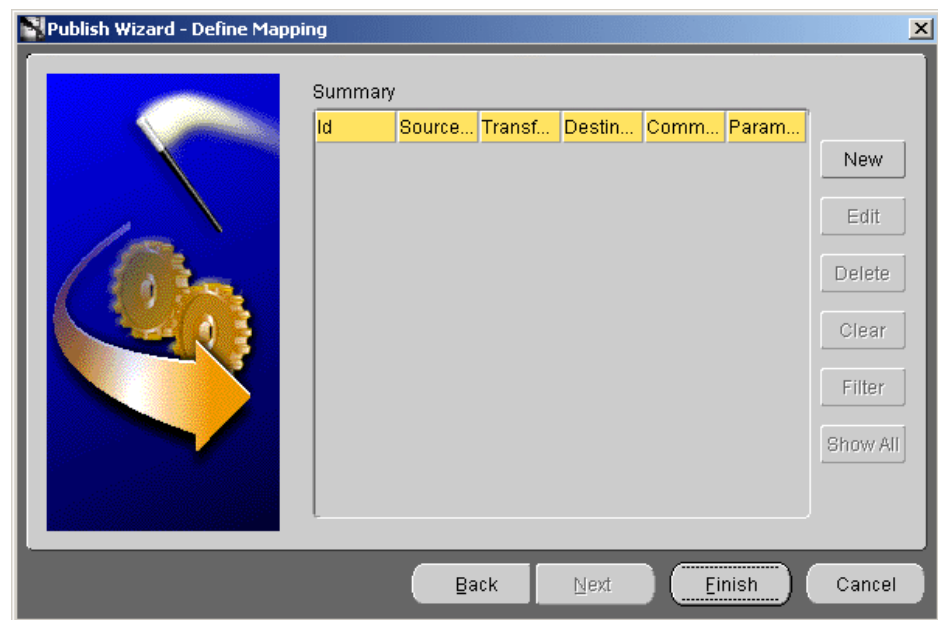 Publish Wizard - Define Mapping
Summary
Id Source... Transf... Destin... Comm... Param...
New
Edit
Delete
Clear
Filter
Show All
Back Next Finish Cancel